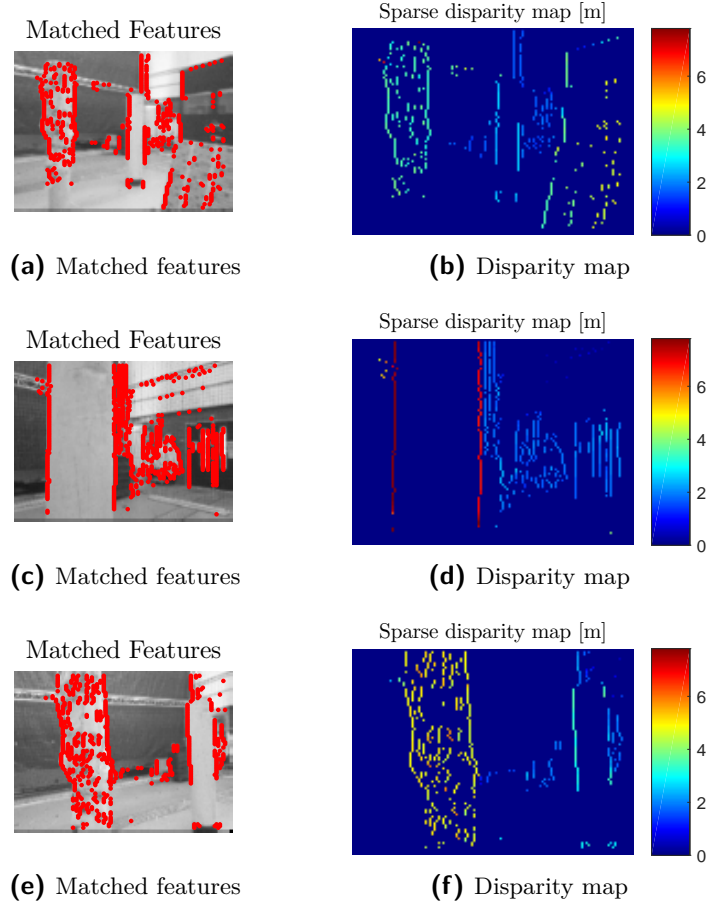 Matched Features
Sparse disparity map [m]
6
4
2
0
(a) Matched features
(b) Disparity map
Matched Features
Sparse disparity map [m]
6
4
2
0
(c) Matched features
(d) Disparity map
Matched Features
Sparse disparity map [m]
6
4
2
0
(e) Matched features
(f) Disparity map